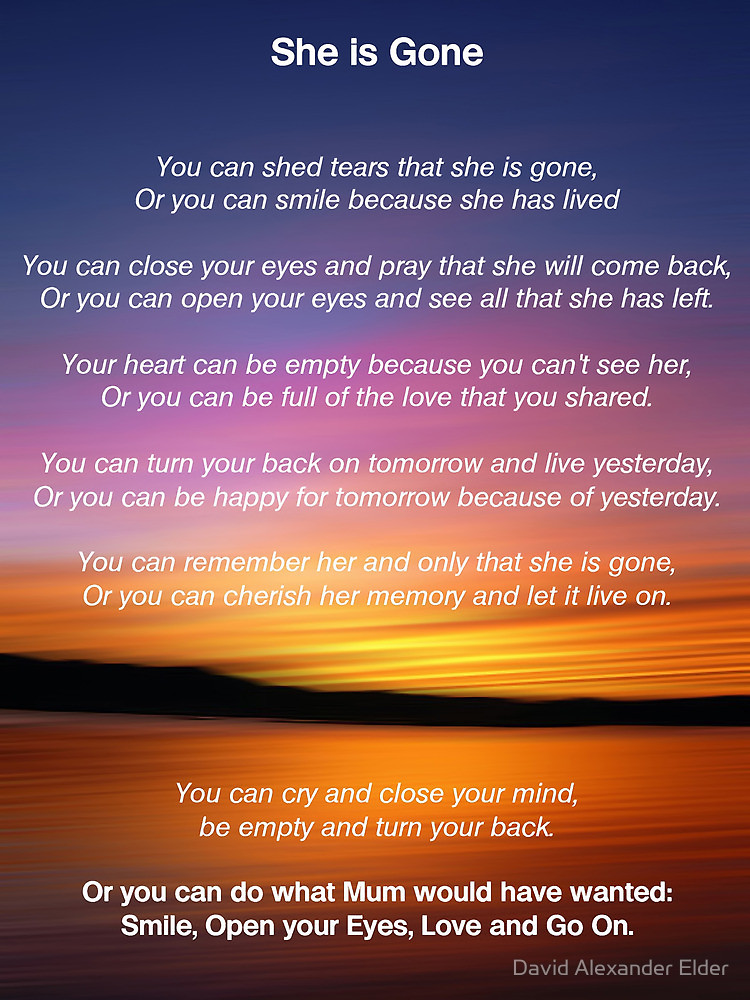 She is Gone
You can shed tears that she is gone,
Or you can smile because she has lived
You can close your eyes and pray that she will come back,
Or you can open your eyes and see all that she has left.
Your heart can be empty because you can't see her,
Or you can be full of the love that you shared.
You can turn your back on tomorrow and live yesterday,
Or you can be happy for tomorrow because of yesterday.
You can remember her and only that she is gone,
Or you can cherish her memory and let it live on.
You can cry and close your mind,
be empty and turn your back.
Or you can do what Mum would have wanted:
Smile, Open your Eyes, Love and Go On.
David Alexander Elder